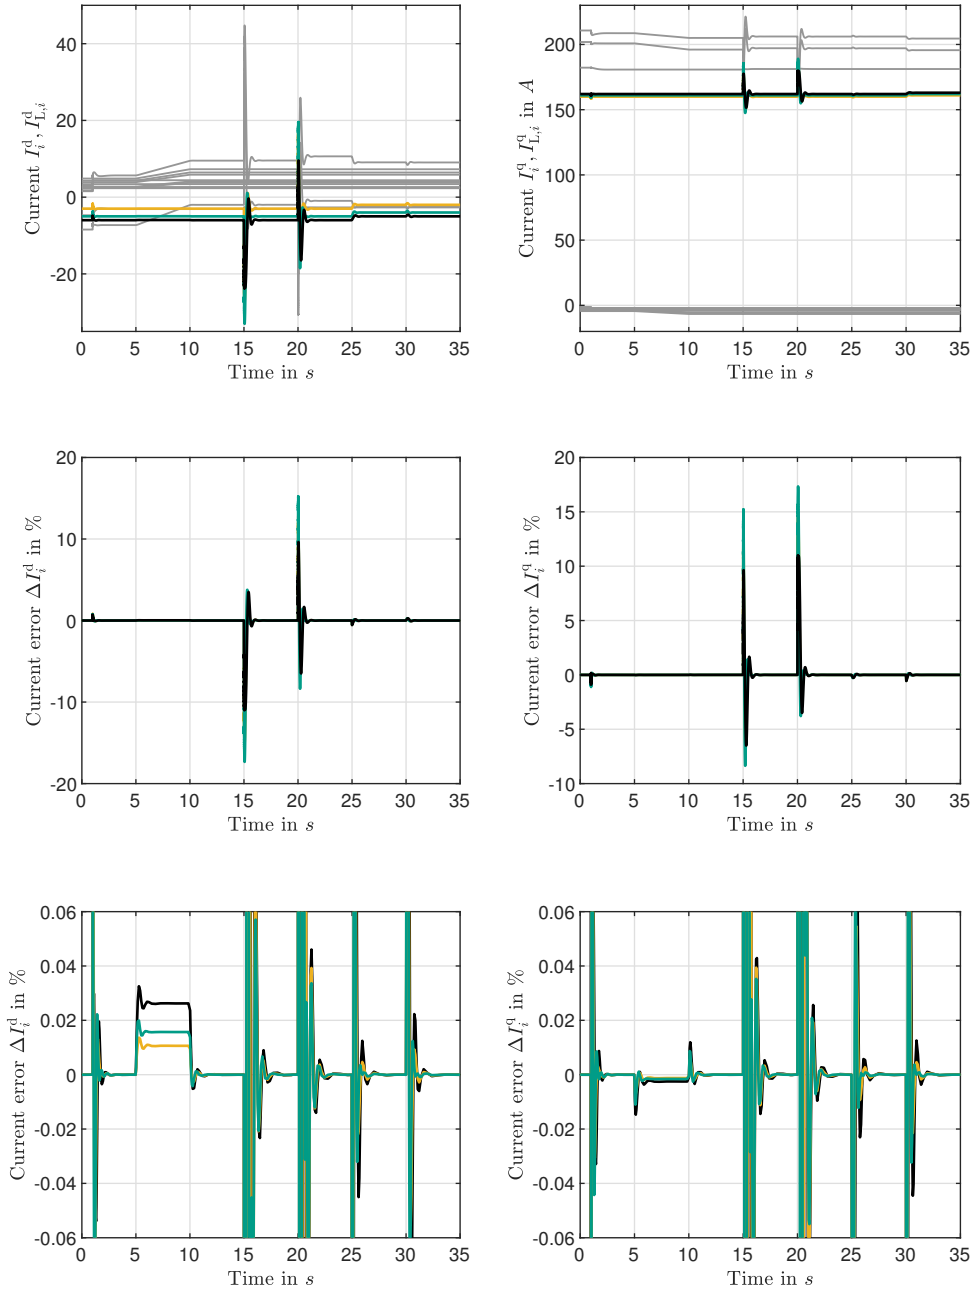 Current I_i^d, I_{L,i}^d
40
20
0
-20
0 5 10 15 20 25 30 35
Time in s
Current I_i^q, I_{L,i}^q in A
200
150
100
50
0
0 5 10 15 20 25 30 35
Time in s
Current error ΔI_i^d in %
20
10
0
-10
-20
0 5 10 15 20 25 30 35
Time in s
Current error ΔI_i^q in %
20
15
10
5
0
-5
-10
0 5 10 15 20 25 30 35
Time in s
Current error ΔI_i^d in %
0.06
0.04
0.02
0
-0.02
-0.04
-0.06
0 5 10 15 20 25 30 35
Time in s
Current error ΔI_i^q in %
0.06
0.04
0.02
0
-0.02
-0.04
-0.06
0 5 10 15 20 25 30 35
Time in s